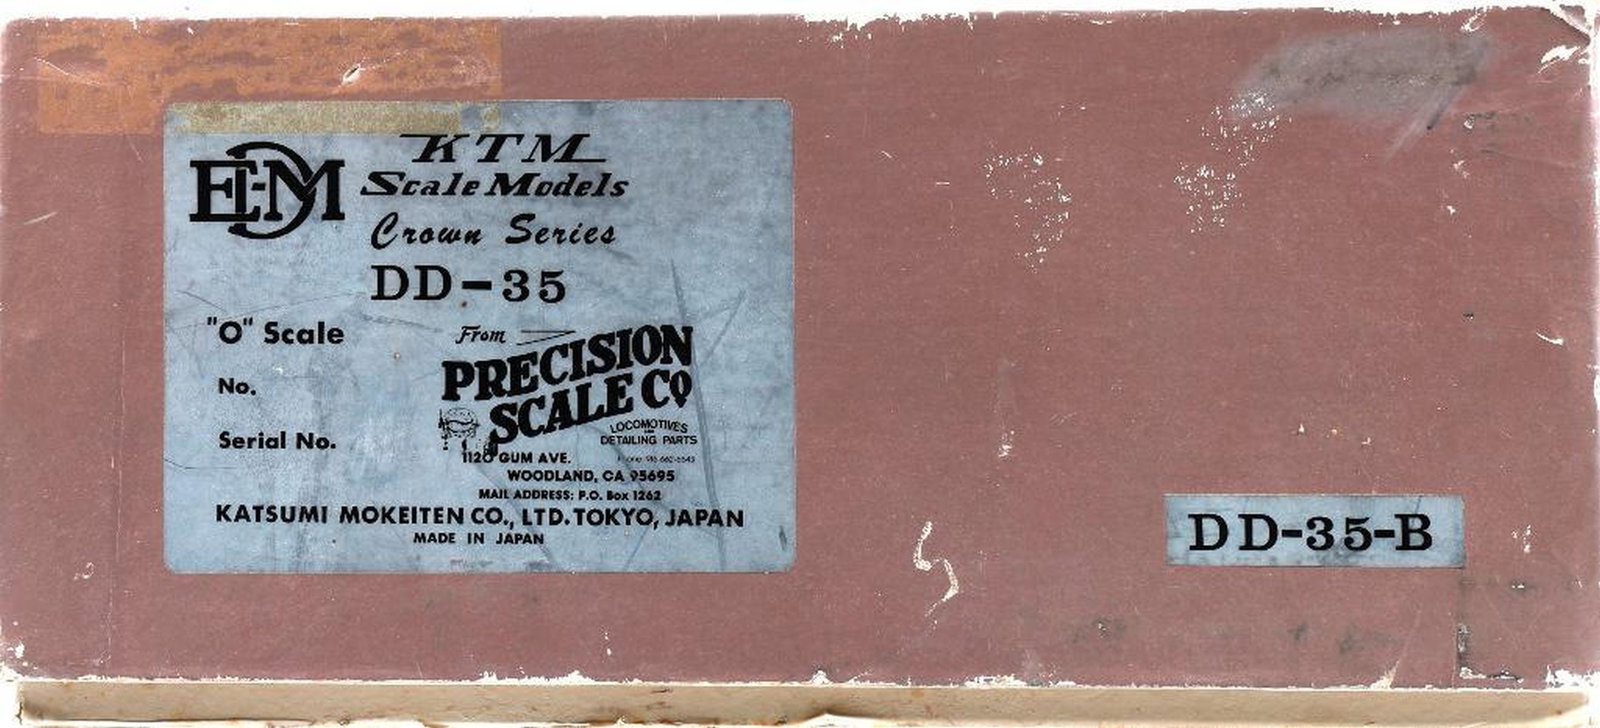 EMD
KTM
Scale Models
Crown Series
DD-35
"O" Scale
From
PRECISION
SCALE CO
No.
LOCOMOTIVES
DETAILING PARTS
Serial No.
1120 GUM AVE.
WOODLAND, CA 95695
MAIL ADDRESS: P.O. Box 1262
KATSUMI MOKEITEN CO., LTD. TOKYO, JAPAN
MADE IN JAPAN
DD-35-B